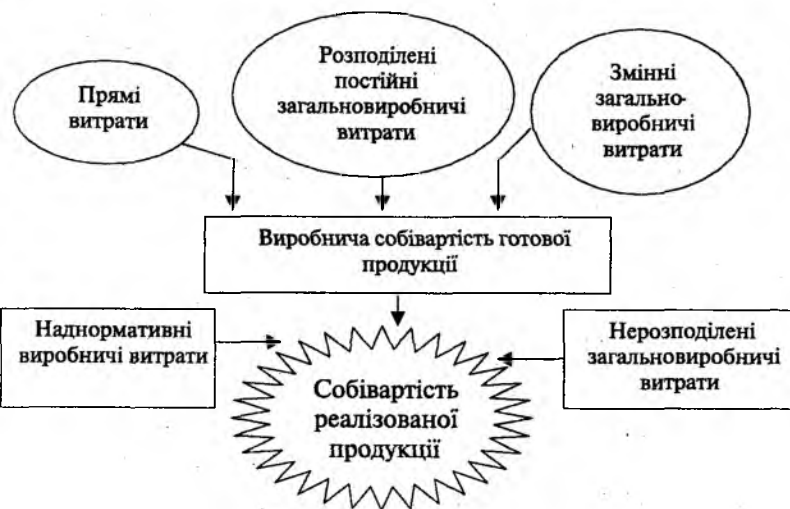 Прямі
витрати
Розподілені
постійні
загальновиробничі
витрати
Змінні
загально-
виробничі
витрати
Виробнича собівартість готової
продукції
Наднормативні
виробничі витрати
Собівартість
реалізованої
продукції
Нерозподілені
загальновиробничі
витрати